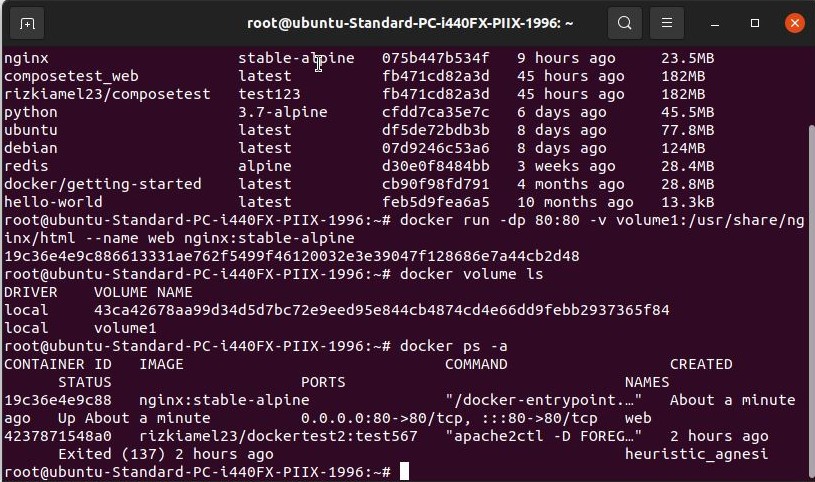 root@ubuntu-Standard-PC-i440FX-PIIX-1996: ~
nginx                     stable-alpine   075b447b534f   9 hours ago     23.5MB
composetest_web           latest          fb471cd82a3d   45 hours ago    182MB
rizkiamel23/composetest   test123         fb471cd82a3d   45 hours ago    182MB
python                    3.7-alpine      cfdd7ca35e7c   6 days ago      45.5MB
ubuntu                    latest          df5de72bdb3b   8 days ago      77.8MB
debian                    latest          07d9246c53a6   8 days ago      124MB
redis                     alpine          d30e0f8484bb   3 weeks ago     28.4MB
docker/getting-started    latest          cb90f98fd791   4 months ago    28.8MB
hello-world               latest          feb5d9fea6a5   10 months ago   13.3kB
root@ubuntu-Standard-PC-i440FX-PIIX-1996:~# docker run -dp 80:80 -v volume1:/usr/share/ng
inx/html --name web nginx:stable-alpine
19c36e4e9c886613331ae762f5499f46120032e3e39047f128686e7a44cb2d48
root@ubuntu-Standard-PC-i440FX-PIIX-1996:~# docker volume ls
DRIVER    VOLUME NAME
local     43ca42678aa99d34d5d7bc72e9eed95e844cb4874cd4e66dd9febb2937365f84
local     volume1
root@ubuntu-Standard-PC-i440FX-PIIX-1996:~# docker ps -a
CONTAINER ID   IMAGE                             COMMAND                  CREATED
      STATUS                     PORTS                               NAMES
19c36e4e9c88   nginx:stable-alpine               "/docker-entrypoint.…"   About a minute
ago   Up About a minute          0.0.0.0:80->80/tcp, :::80->80/tcp   web
4237871548a0   rizkiamel23/dockertest2:test567   "apache2ctl -D FOREG…"   2 hours ago
      Exited (137) 2 hours ago                                       heuristic_agnesi
root@ubuntu-Standard-PC-i440FX-PIIX-1996:~#